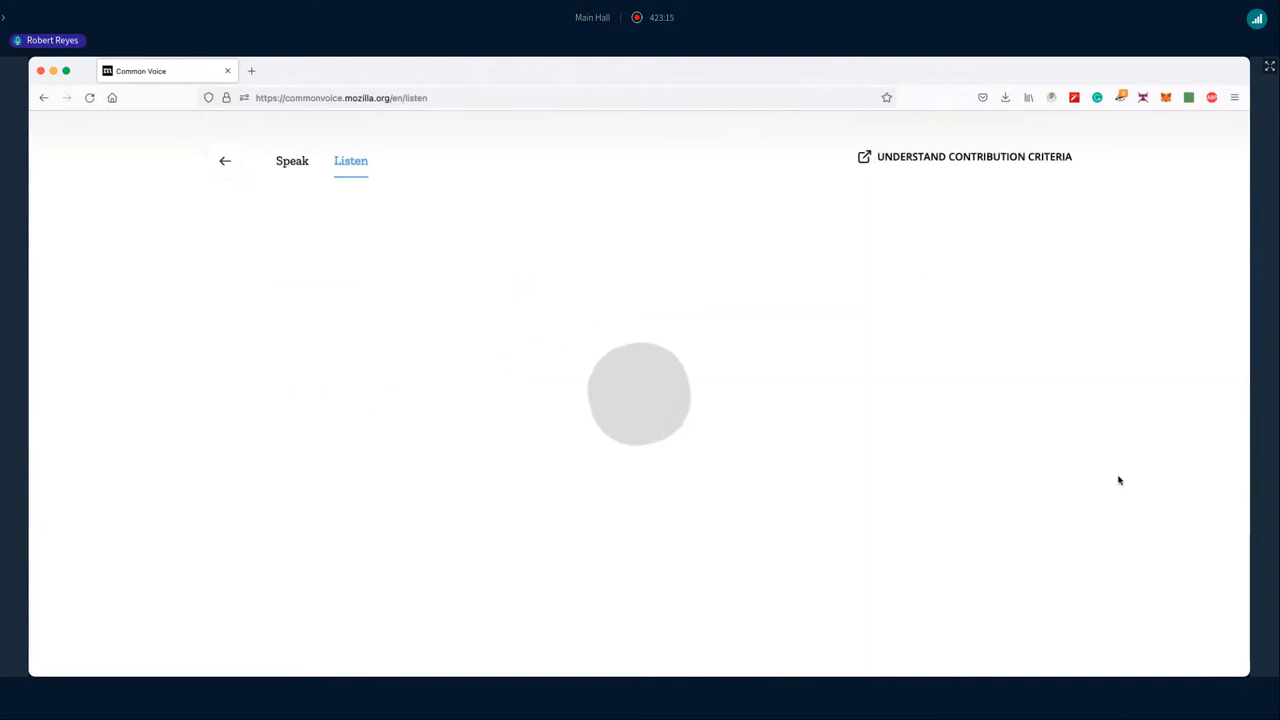 Main Hall
423:15
Robert Reyes
Common Voice
https://commonvoice.mozilla.org/en/listen
Speak
Listen
UNDERSTAND CONTRIBUTION CRITERIA